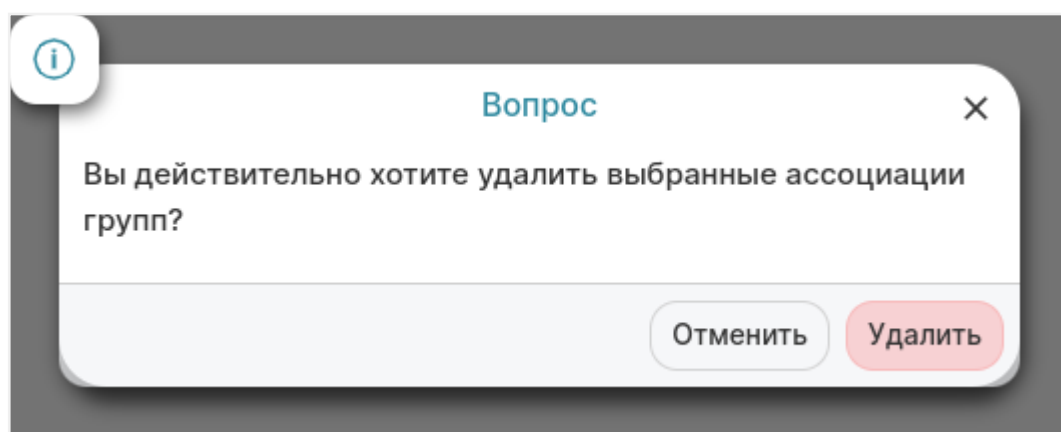 Вопрос
Вы действительно хотите удалить выбранные ассоциации
групп?
Отменить
Удалить